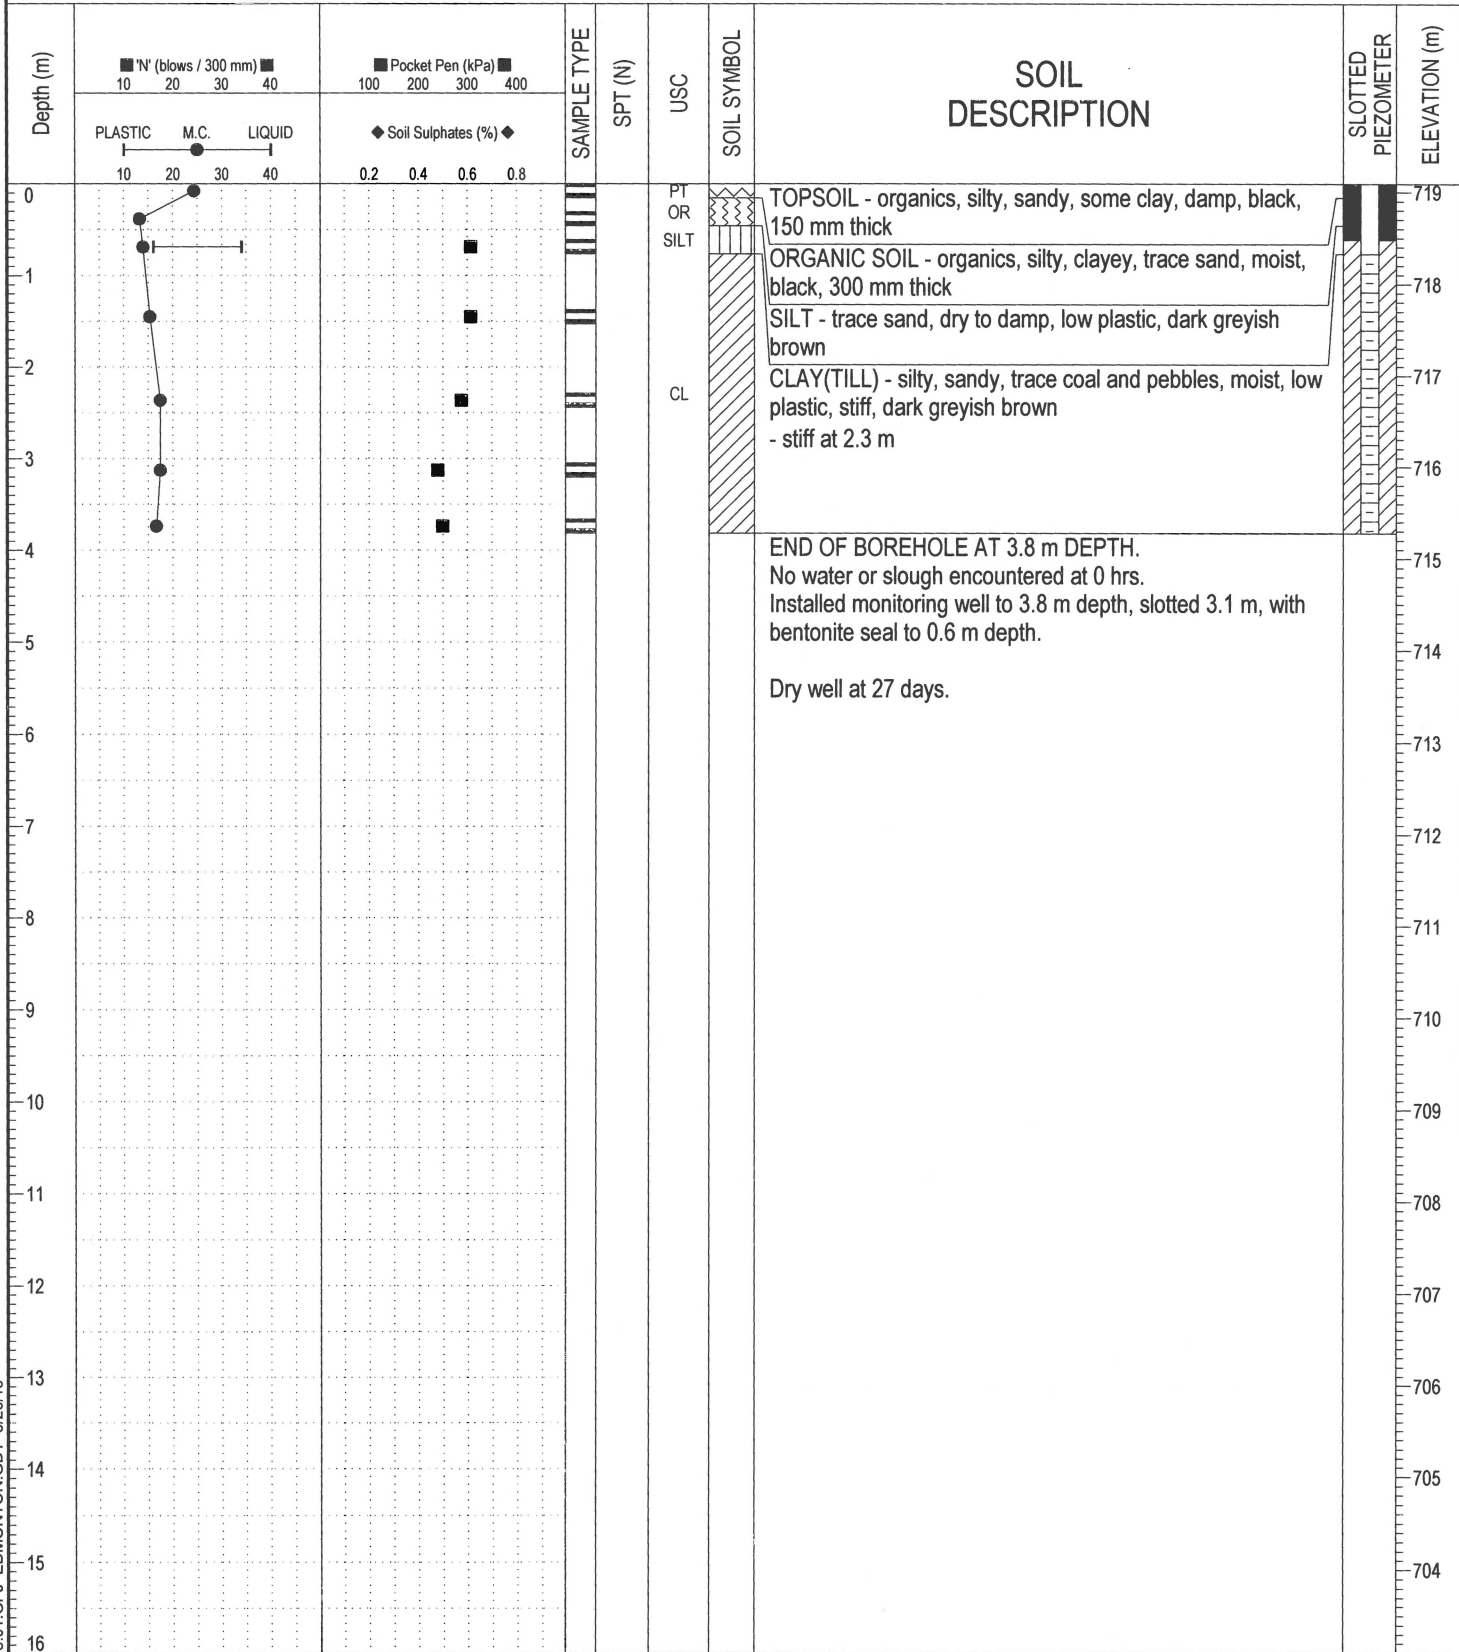 Depth (m)
'N' (blows / 300 mm)
10 20 30 40
PLASTIC M.C. LIQUID
10 20 30 40
Pocket Pen (kPa)
100 200 300 400
Soil Sulphates (%)
0.2 0.4 0.6 0.8
SAMPLE TYPE
SPT (N)
USC
SOIL SYMBOL
SOIL
DESCRIPTION
SLOTTED
PIEZOMETER
ELEVATION (m)
0
1
2
3
4
5
6
7
8
9
10
11
12
13
14
15
16
PT
OR
SILT
CL
TOPSOIL - organics, silty, sandy, some clay, damp, black,
150 mm thick
ORGANIC SOIL - organics, silty, clayey, trace sand, moist,
black, 300 mm thick
SILT - trace sand, dry to damp, low plastic, dark greyish
brown
CLAY(TILL) - silty, sandy, trace coal and pebbles, moist, low
plastic, stiff, dark greyish brown
- stiff at 2.3 m
END OF BOREHOLE AT 3.8 m DEPTH.
No water or slough encountered at 0 hrs.
Installed monitoring well to 3.8 m depth, slotted 3.1 m, with
bentonite seal to 0.6 m depth.
Dry well at 27 days.
719
718
717
716
715
714
713
712
711
710
709
708
707
706
705
704